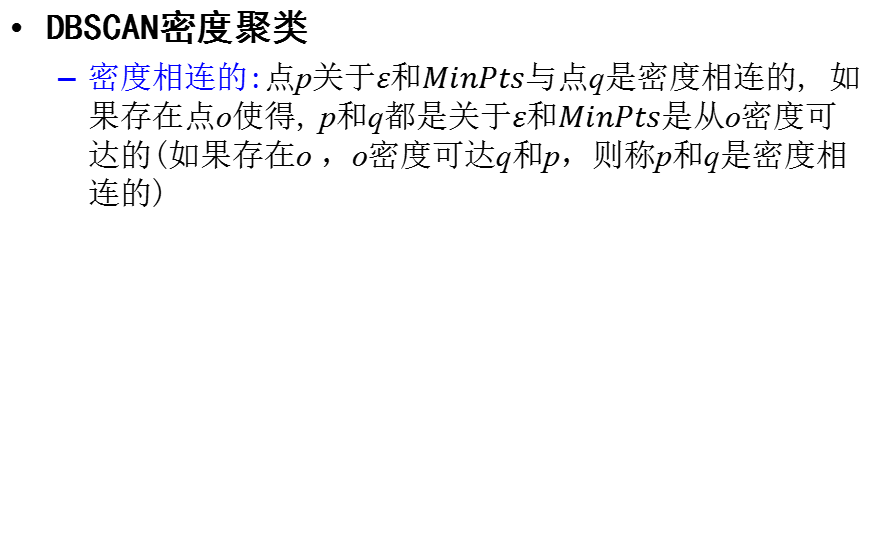 • DBSCAN密度聚类
– 密度相连的:点p关于ε和MinPts与点q是密度相连的, 如
果存在点o使得, p和q都是关于ε和MinPts是从o密度可
达的(如果存在o ，o密度可达q和p，则称p和q是密度相
连的)